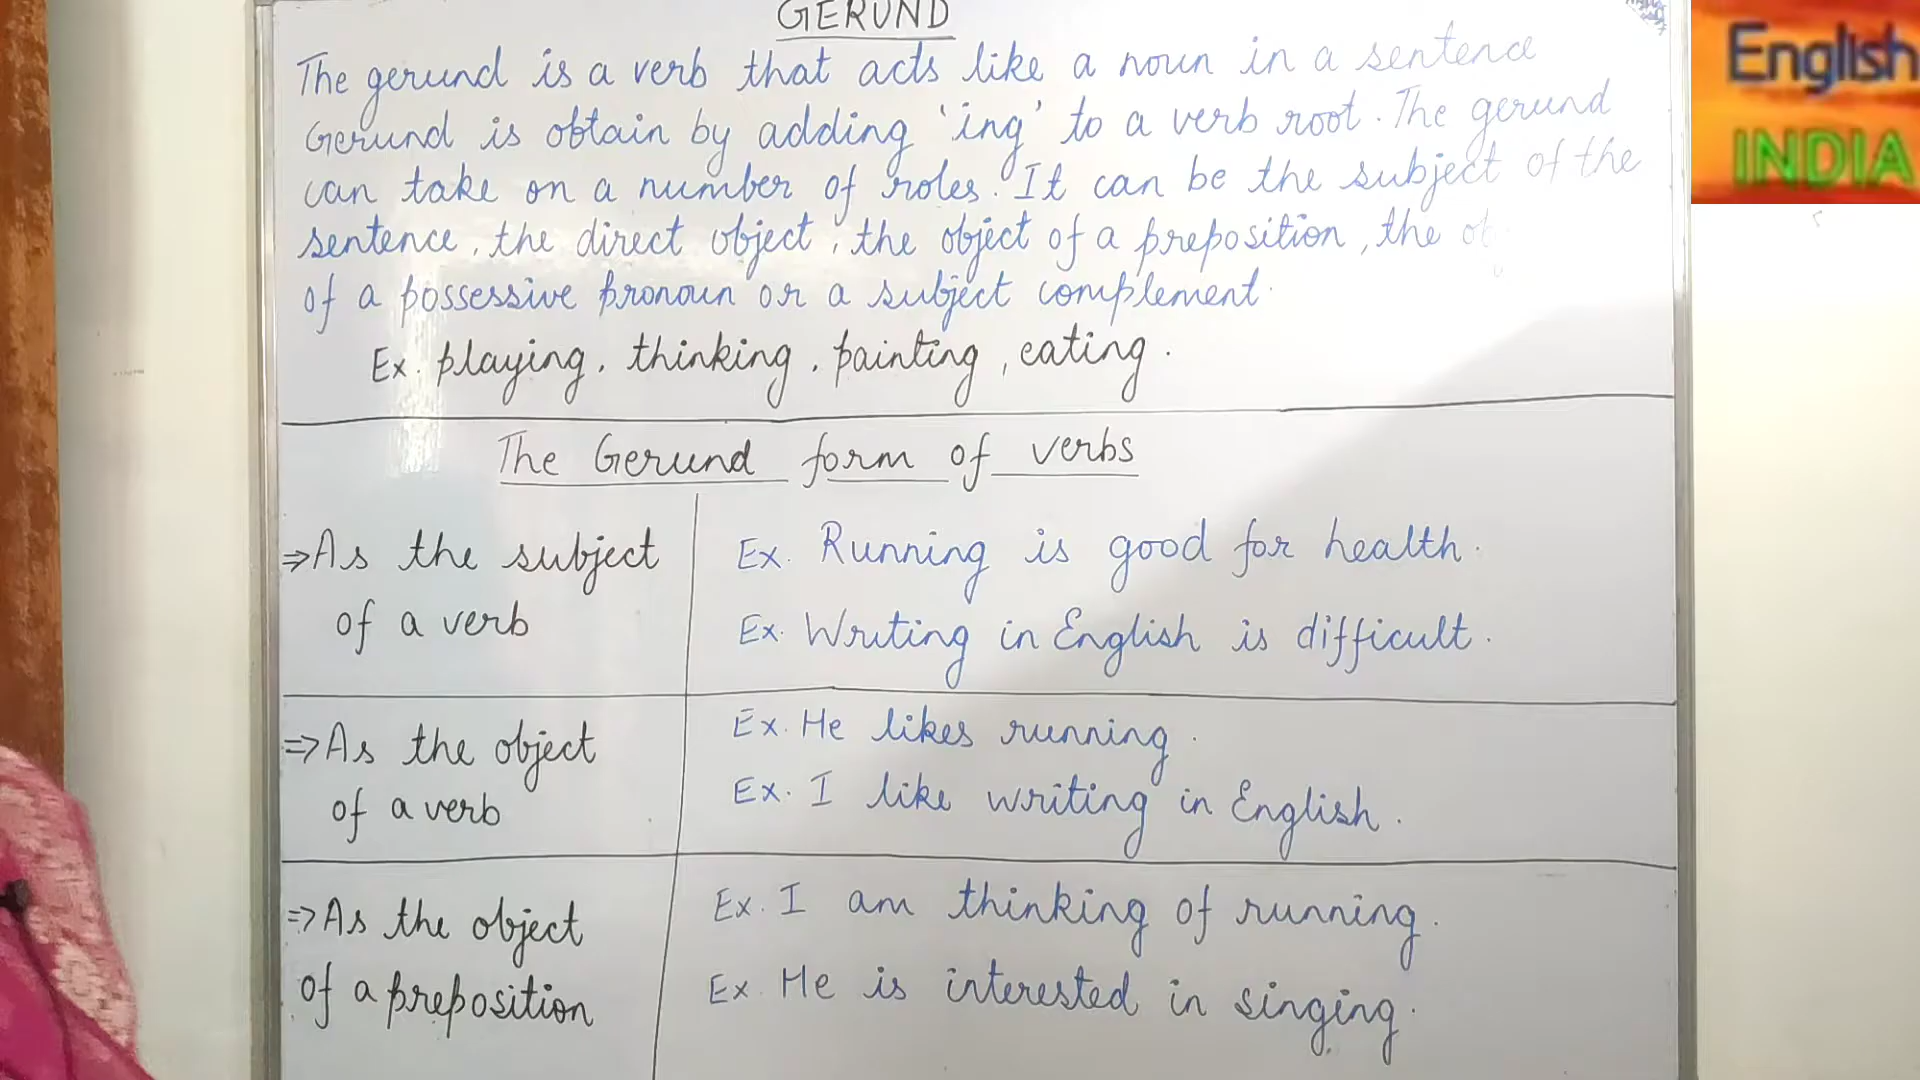 GERUND
The gerund is a verb that acts like a noun in a sentence
Gerund is obtain by adding 'ing' to a verb root. The gerund
can take on a number of roles. It can be the subject of the
sentence, the direct object, the object of a preposition, the
of a possessive pronoun or a subject complement.
Ex. playing, thinking, painting, eating.
The Gerund form of verbs
⇒ As the subject
of a verb
Ex. Running is good for health.
Ex. Writing in English is difficult.
⇒ As the object
of a verb
Ex. He likes running.
Ex. I like writing in English.
⇒ As the object
of a preposition
Ex. I am thinking of running.
Ex. He is interested in singing.
English
INDIA